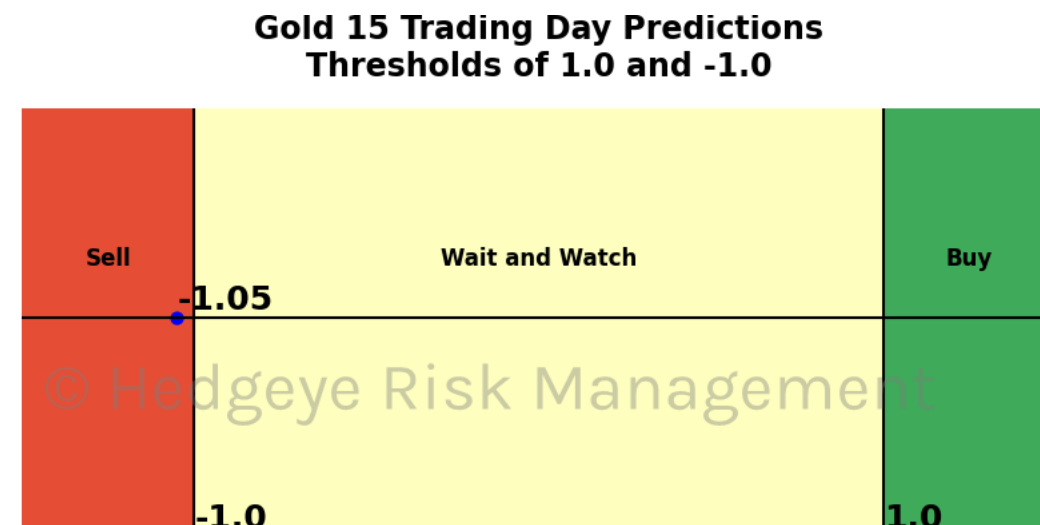 Gold 15 Trading Day Predictions
Thresholds of 1.0 and -1.0
Sell
Wait and Watch
Buy
-1.05
© Hedgeye Risk Management
-1.0
1.0